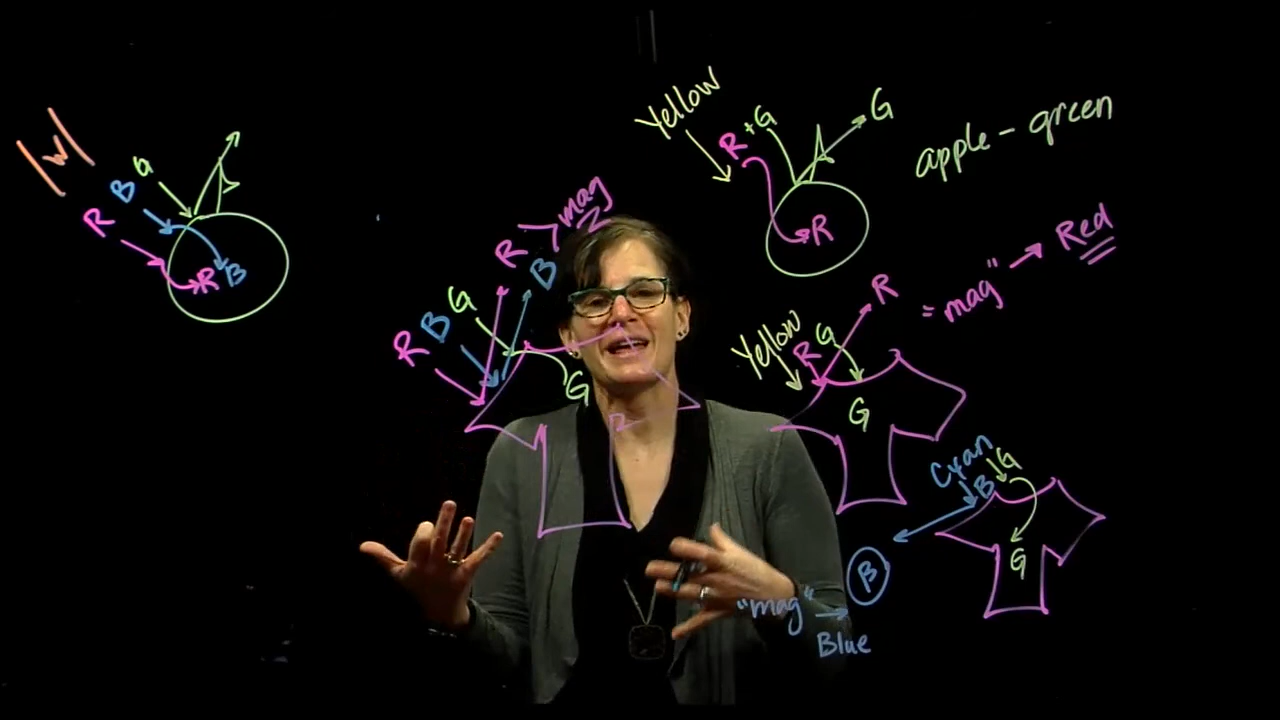 |W|
G
B
R
R B
R > mag
B
G
B
R
G
Yellow
R + G
G
R
apple - green
Yellow
R G
R
G
= "mag" → Red
Cyan
B G
G
B
"mag" → Blue